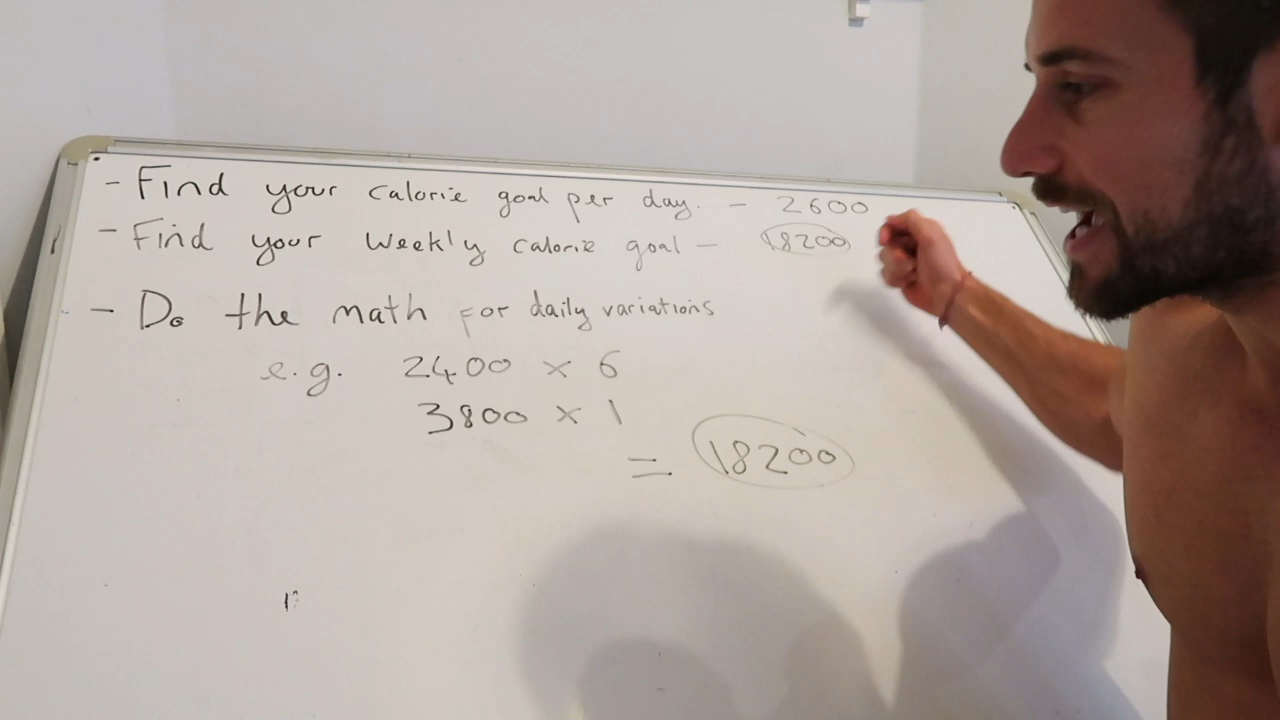 - Find your calorie goal per day. - 2600
- Find your weekly calorie goal - 18200
- Do the math for daily variations
e.g. 2400 x 6
3800 x 1
= 18200